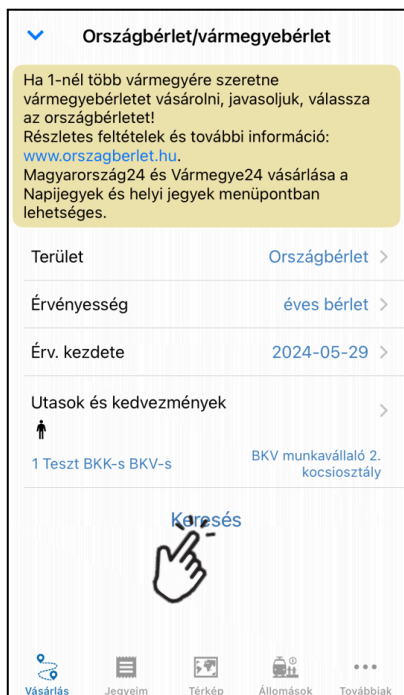 Országbérlet/vármegyebérlet
Ha 1-nél több vármegyére szeretne
vármegyebérletet vásárolni, javasoljuk, válassza
az országbérletet!
Részletes feltételek és további információ:
www.orszagberlet.hu.
Magyarország24 és Vármegye24 vásárlása a
Napijegyek és helyi jegyek menüpontban
lehetséges.
Terület Országbérlet
Érvényesség éves bérlet
Érv. kezdete 2024-05-29
Utasok és kedvezmények
1 Teszt BKK-s BKV-s BKV munkavállaló 2.
kocsiosztály
Keresés
Vásárlás Jegyeim Térkép Állomások Továbbiak